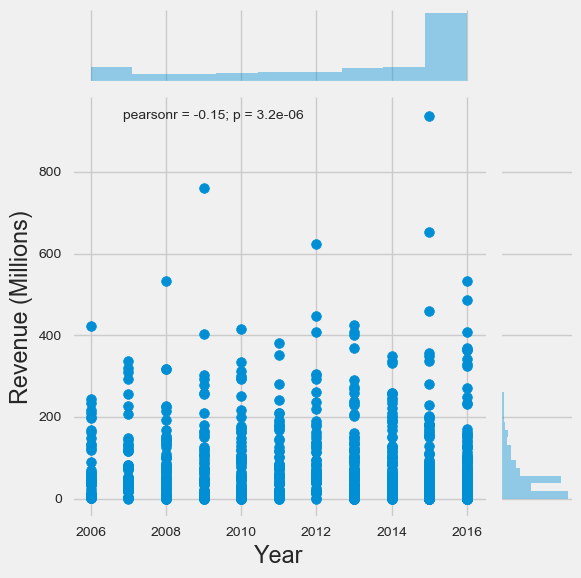 pearsonr = -0.15; p = 3.2e-06
800
600
400
200
0
Revenue (Millions)
2006 2008 2010 2012 2014 2016
Year